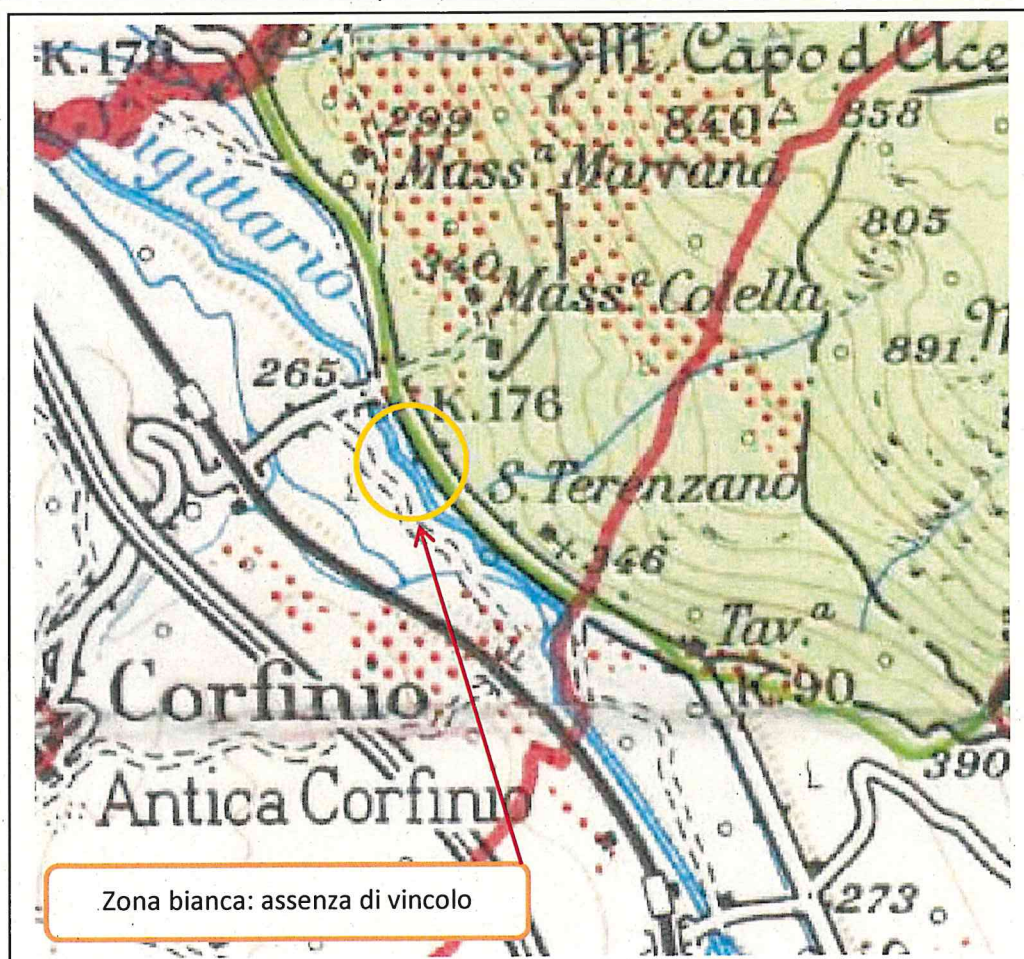 K.178
M. Capo d'Ace
840
858
299
Mass.ª Marrana
igittario
805
340
Mass.ª Colella
891
265
K.176
S. Terenzano
346
Tav.ª
K.90
Corfinio
390
Antica Corfinio
Zona bianca: assenza di vincolo
273